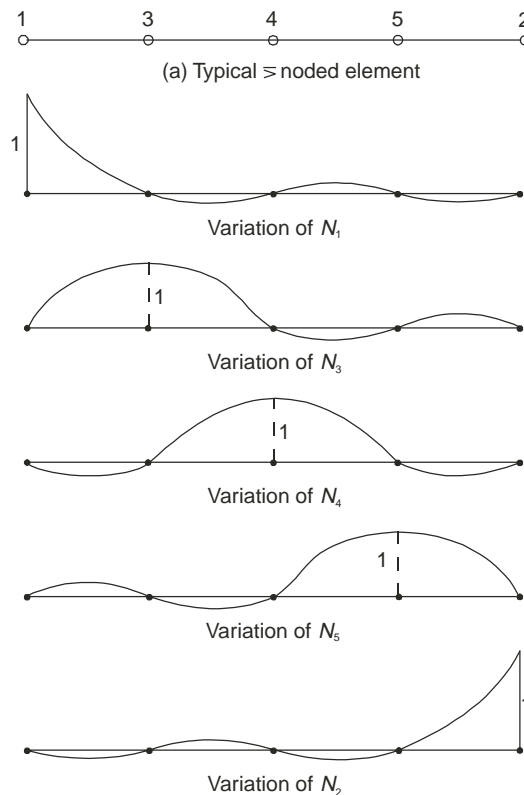 1 3 4 5 2
(a) Typical ⋝ noded element
1
Variation of N₁
1
Variation of N₃
1
Variation of N₄
1
Variation of N₅
Variation of N₂